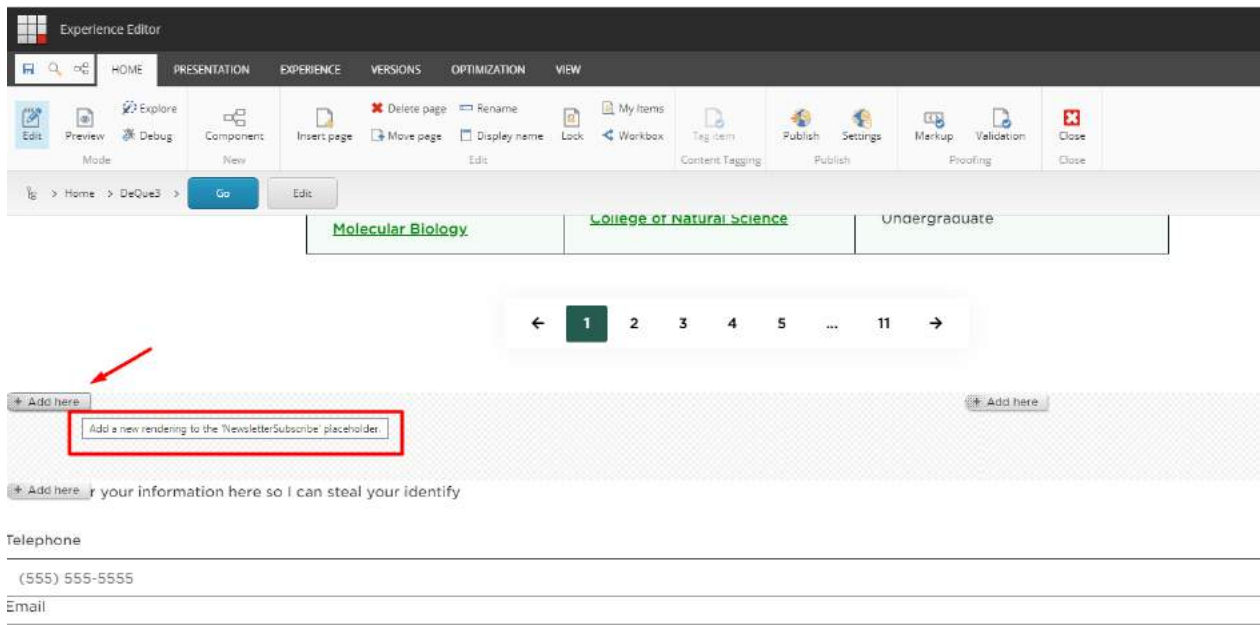 Experience Editor
HOME PRESENTATION EXPERIENCE VERSIONS OPTIMIZATION VIEW
Edit Preview Explore Debug Component Insert page Delete page Move page Rename Display name Lock My Items Workbox Tag item Publish Settings Markup Validation Close
Mode New Edit Content Tagging Publish Proofing Close
> Home > DeQue3 > Go Edit
Molecular Biology College of Natural Science Undergraduate
← 1 2 3 4 5 ... 11 →
+ Add here + Add here
Add a new rendering to the 'NewsletterSubscribe' placeholder.
+ Add here r your information here so I can steal your identify
Telephone
(555) 555-5555
Email